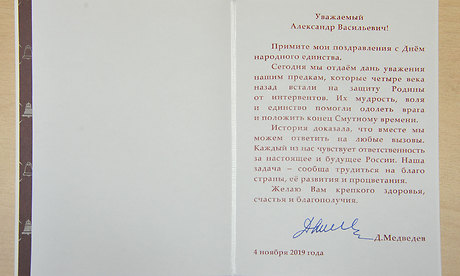 Уважаемый
Александр Васильевич!
Примите мои поздравления с Днём
народного единства.
Сегодня мы отдаём дань уважения
нашим предкам, которые четыре века
назад встали на защиту Родины
от интервентов. Их мудрость, воля
и единство помогли одолеть врага
и положить конец Смутному времени.
История доказала, что вместе мы
можем ответить на любые вызовы.
Каждый из нас чувствует ответственность
за настоящее и будущее России. Наша
задача – сообща трудиться на благо
страны, её развития и процветания.
Желаю Вам крепкого здоровья,
счастья и благополучия.
Д.Медведев
4 ноября 2019 года